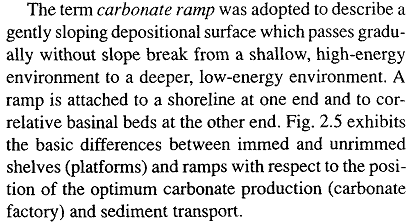 The term carbonate ramp was adopted to describe a
gently sloping depositional surface which passes gradu-
ally without slope break from a shallow, high-energy
environment to a deeper, low-energy environment. A
ramp is attached to a shoreline at one end and to cor-
relative basinal beds at the other end. Fig. 2.5 exhibits
the basic differences between immed and unrimmed
shelves (platforms) and ramps with respect to the posi-
tion of the optimum carbonate production (carbonate
factory) and sediment transport.